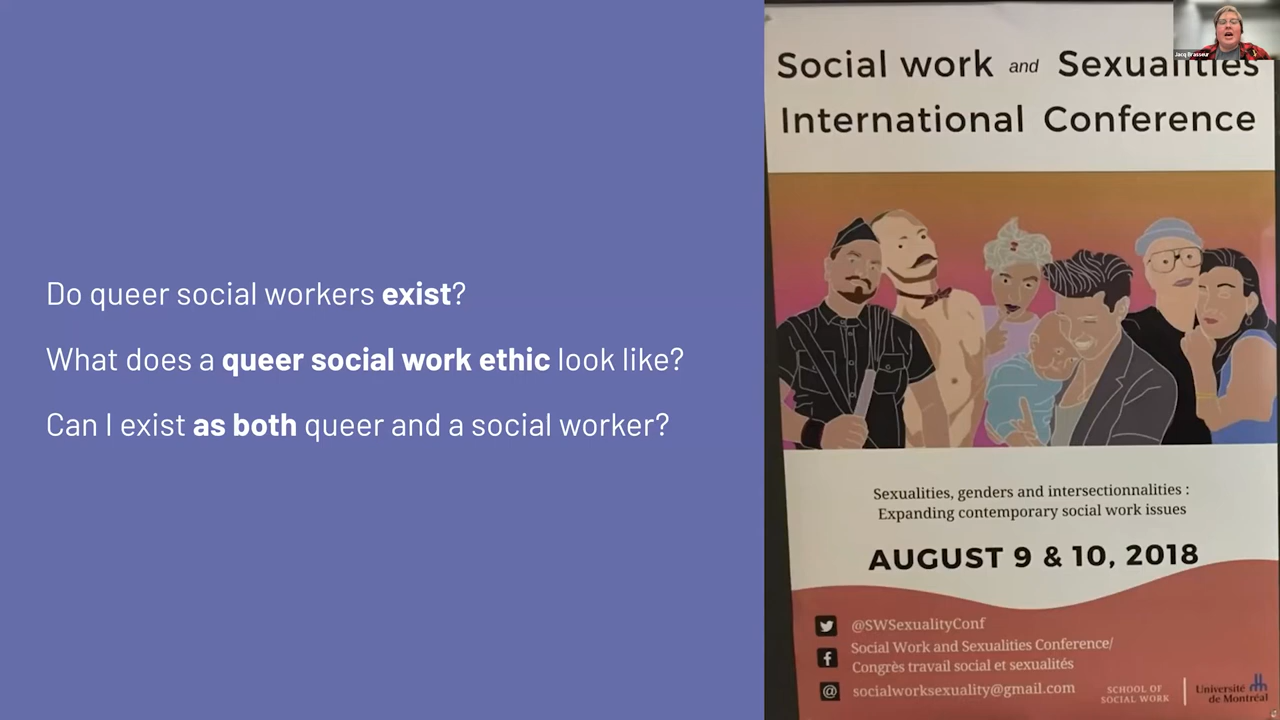 Do queer social workers exist?
What does a queer social work ethic look like?
Can I exist as both queer and a social worker?
Jacq Brasseur
Social work and Sexualities
International Conference
Sexualities, genders and intersectionnalities :
Expanding contemporary social work issues
AUGUST 9 & 10, 2018
@SWSexualityConf
Social Work and Sexualities Conference/
Congrès travail social et sexualités
socialworksexuality@gmail.com
SCHOOL OF
SOCIAL WORK
Université
de Montréal